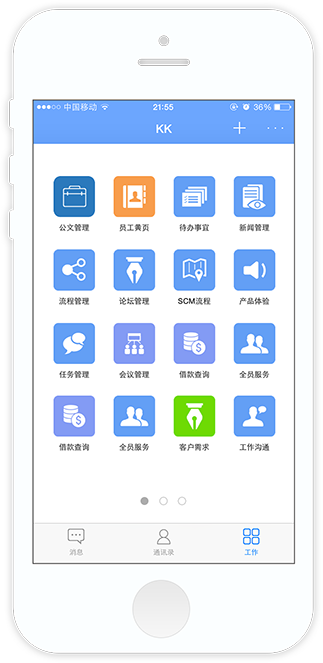 中国移动 21:55 36%
KK
公文管理 员工黄页 待办事宜 新闻管理
流程管理 论坛管理 SCM流程 产品体验
任务管理 会议管理 借款查询 全员服务
借款查询 全员服务 客户需求 工作沟通
消息 通讯录 工作